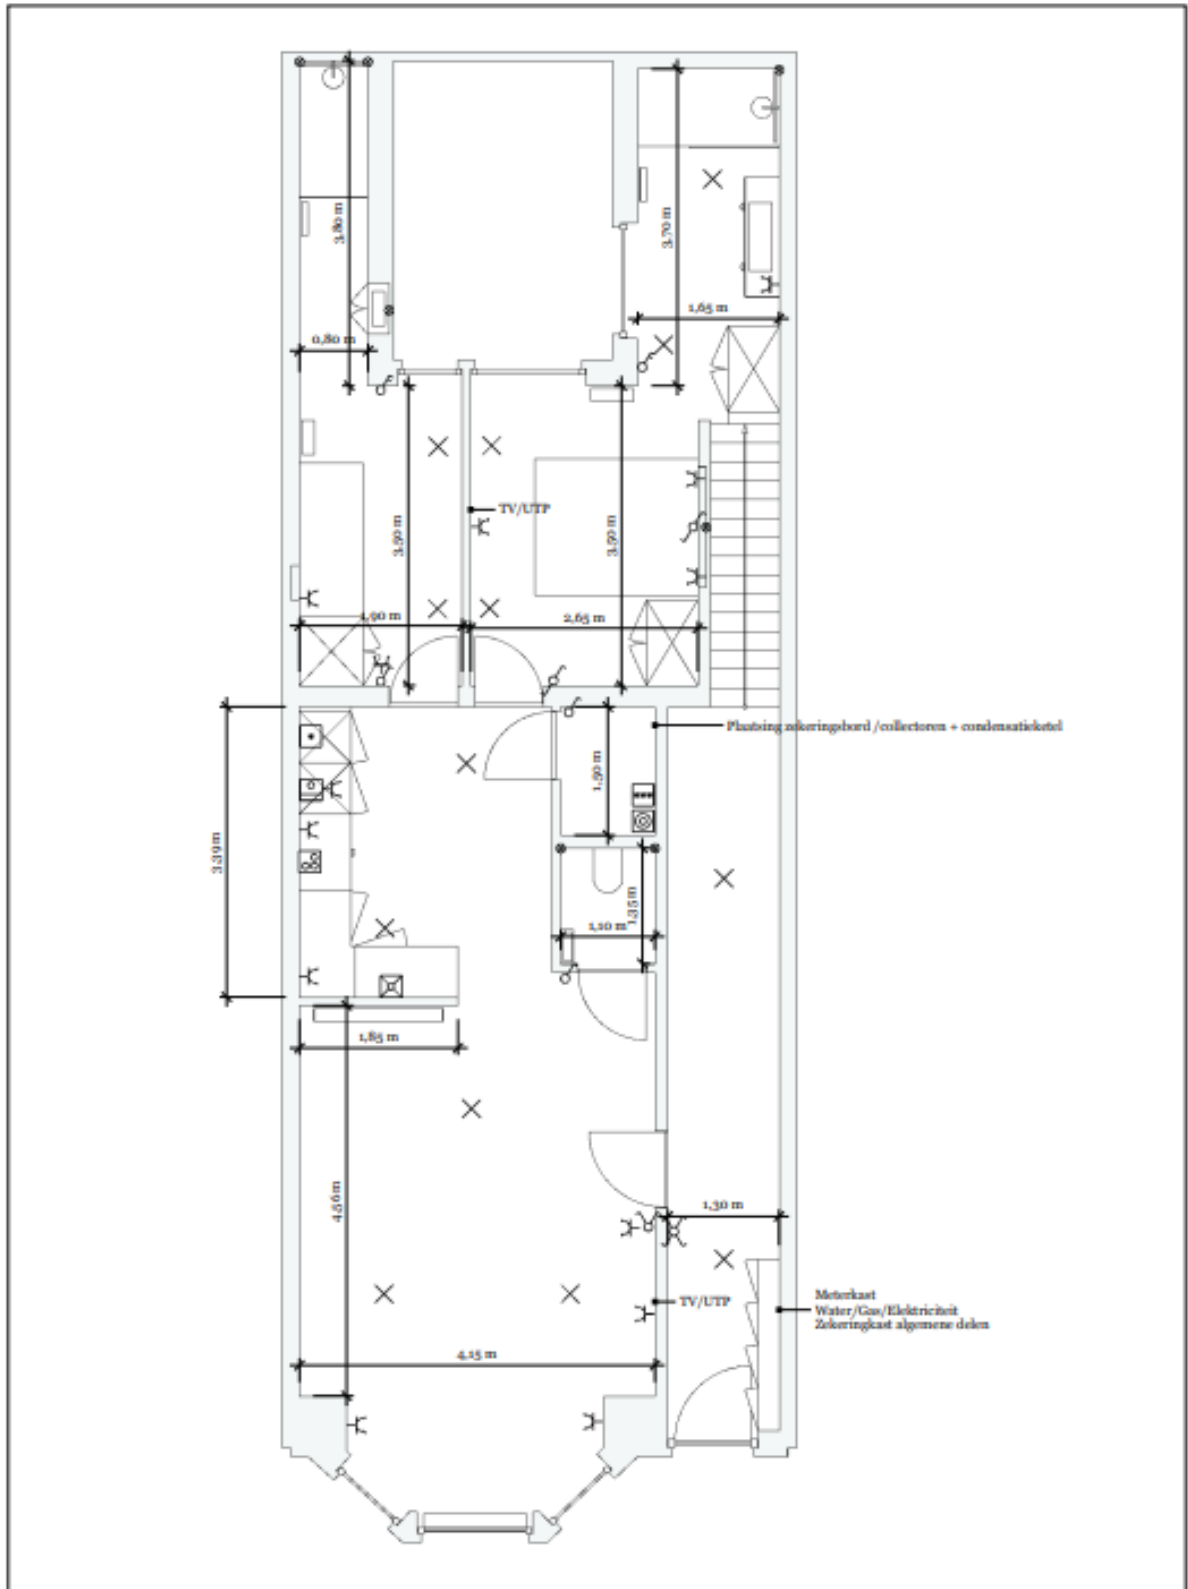 3,80 m
3,70 m
1,65 m
0,80 m
TV/UTP
3,50 m
3,50 m
1,90 m
2,65 m
Plaatsing zekeringsbord /collectoren + condensatieketel
1,50 m
3,39m
1,35m
1,10 m
1,85 m
4,56m
1,30 m
TV/UTP
Meterkast
Water/Gas/Elektriciteit
Zekeringkast algemene delen
4,15 m